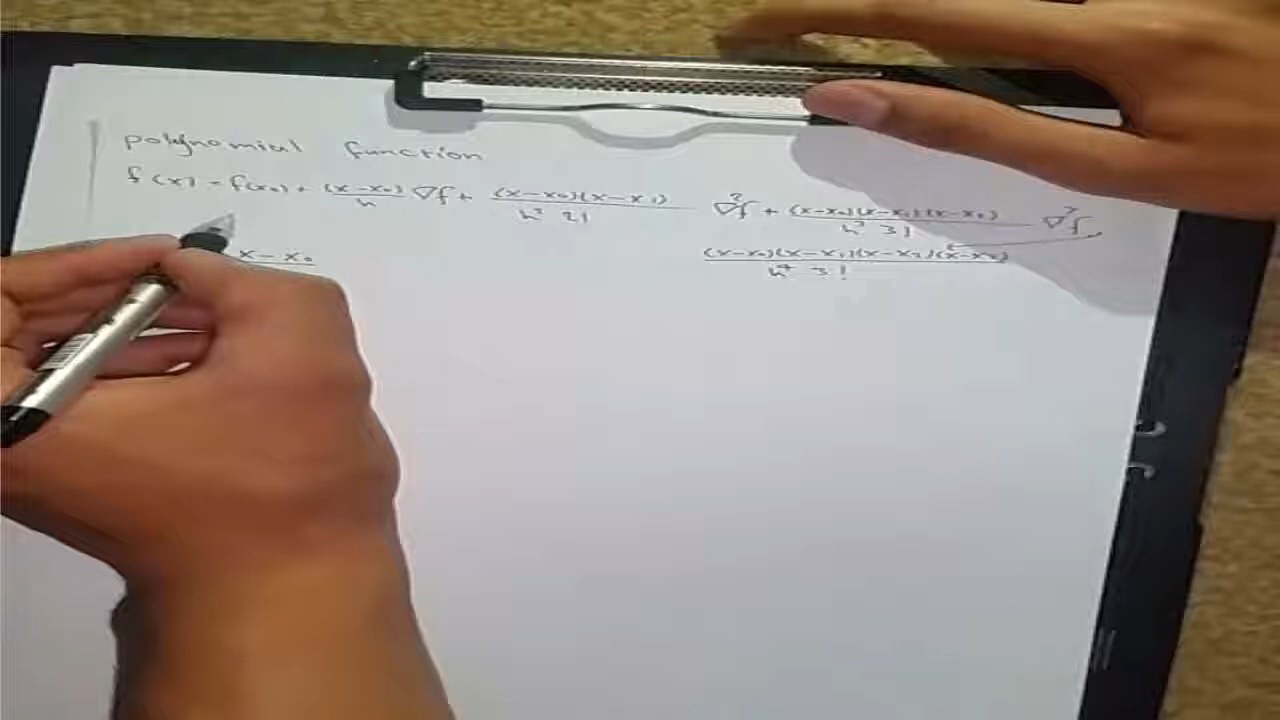 polynomial function
f(x) = f(x₀) + (x-x₀)/h ∇f + (x-x₀)(x-x₁)/h² 2! ∇²f + (x-x₀)(x-x₁)(x-x₂)/h³ 3! ∇³f
x-x₀ (x-x₀)(x-x₁)(x-x₂)(x-x₃)/h⁴ 3!